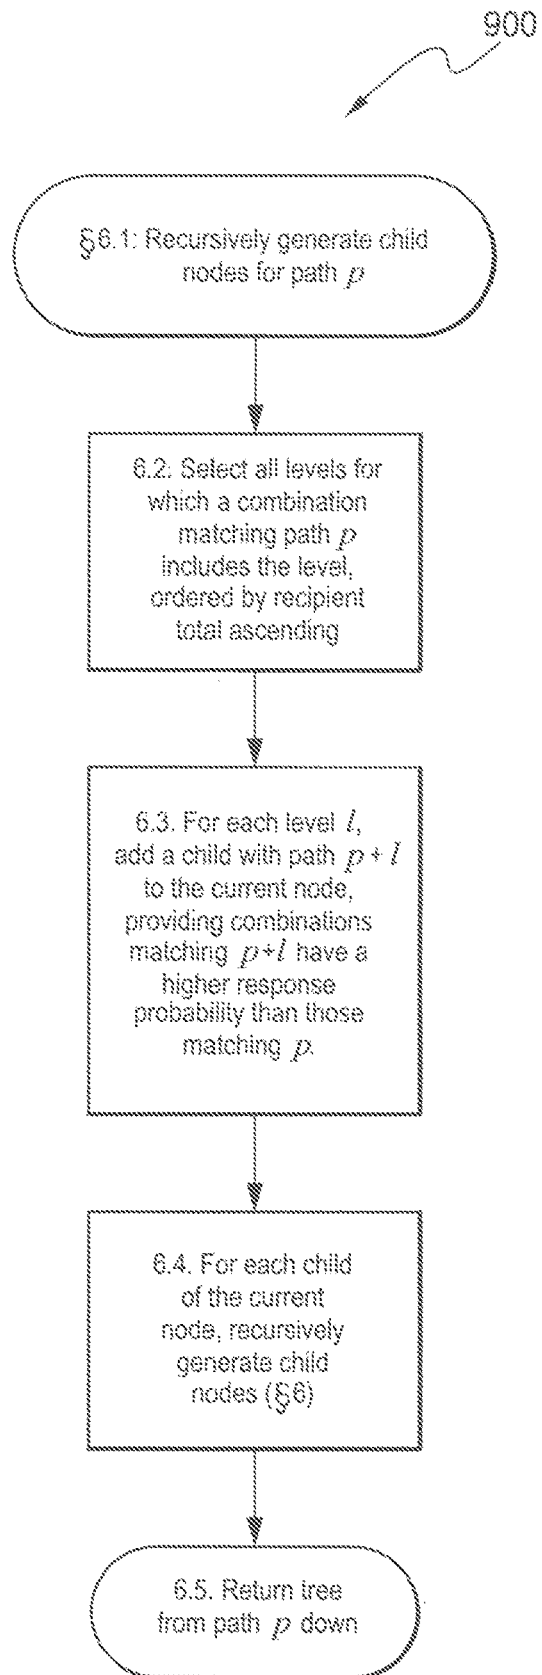 900
§6.1: Recursively generate child
nodes for path p
6.2: Select all levels for
which a combination
matching path p
includes the level,
ordered by recipient
total ascending
6.3. For each level l,
add a child with path p + l
to the current node,
providing combinations
matching p+l have a
higher response
probability than those
matching p.
6.4. For each child
of the current
node, recursively
generate child
nodes (§6)
6.5. Return tree
from path p down